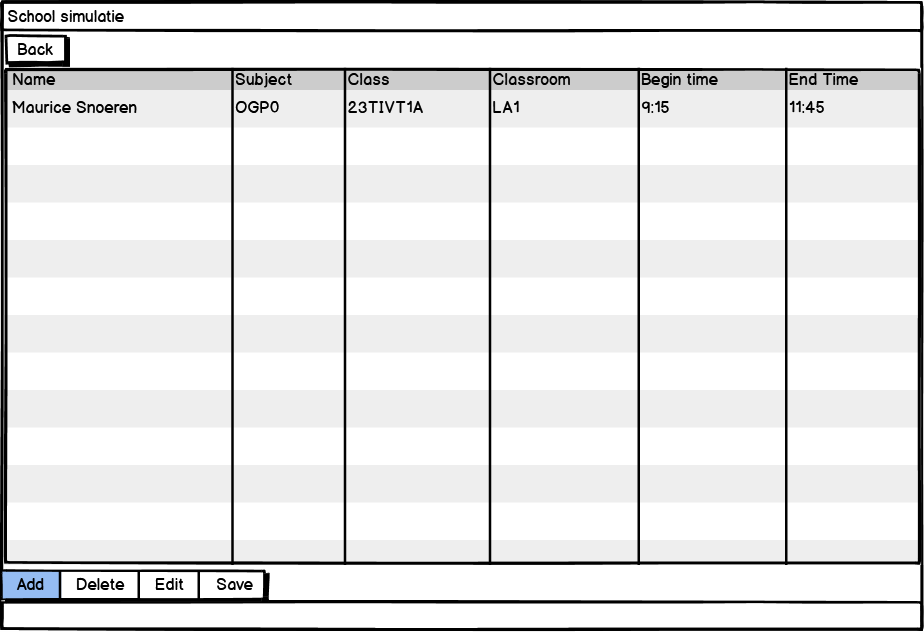 School simulatie
Back
Name Subject Class Classroom Begin time End Time
Maurice Snoeren OGP0 23TIVT1A LA1 9:15 11:45
Add Delete Edit Save